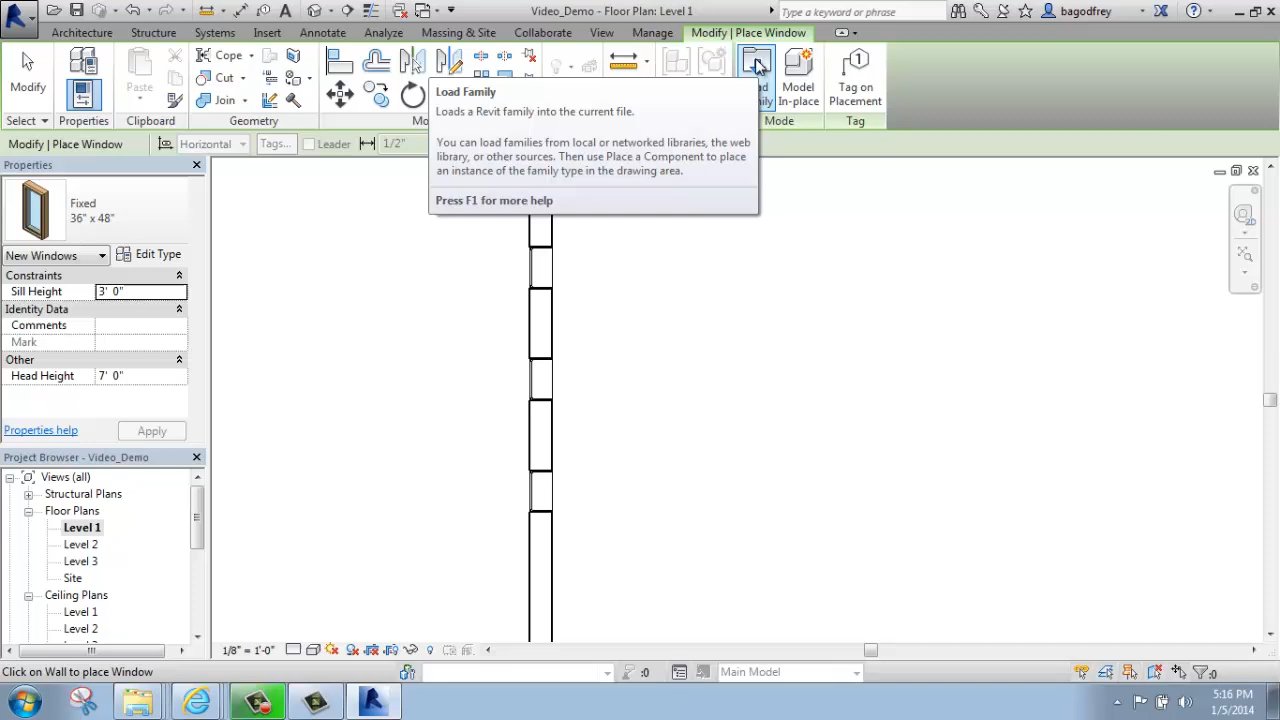 Video_Demo - Floor Plan: Level 1
Type a keyword or phrase
bagodfrey
Architecture Structure Systems Insert Annotate Analyze Massing & Site Collaborate View Manage Modify | Place Window
Modify
Paste
Cope
Cut
Join
Model
In-place
Tag on
Placement
Select Properties Clipboard Geometry Mode Tag
Load Family
Loads a Revit family into the current file.
You can load families from local or networked libraries, the web
library, or other sources. Then use Place a Component to place
an instance of the family type in the drawing area.
Press F1 for more help
Modify | Place Window
Horizontal
Tags...
Leader
1/2"
Properties
Fixed
36" x 48"
New Windows
Edit Type
Constraints
Sill Height 3' 0"
Identity Data
Comments
Mark
Other
Head Height 7' 0"
Properties help
Apply
Project Browser - Video_Demo
Views (all)
Structural Plans
Floor Plans
Level 1
Level 2
Level 3
Site
Ceiling Plans
Level 1
Level 2
2D
1/8" = 1'-0"
Click on Wall to place Window
:0
Main Model
:0
5:16 PM
1/5/2014